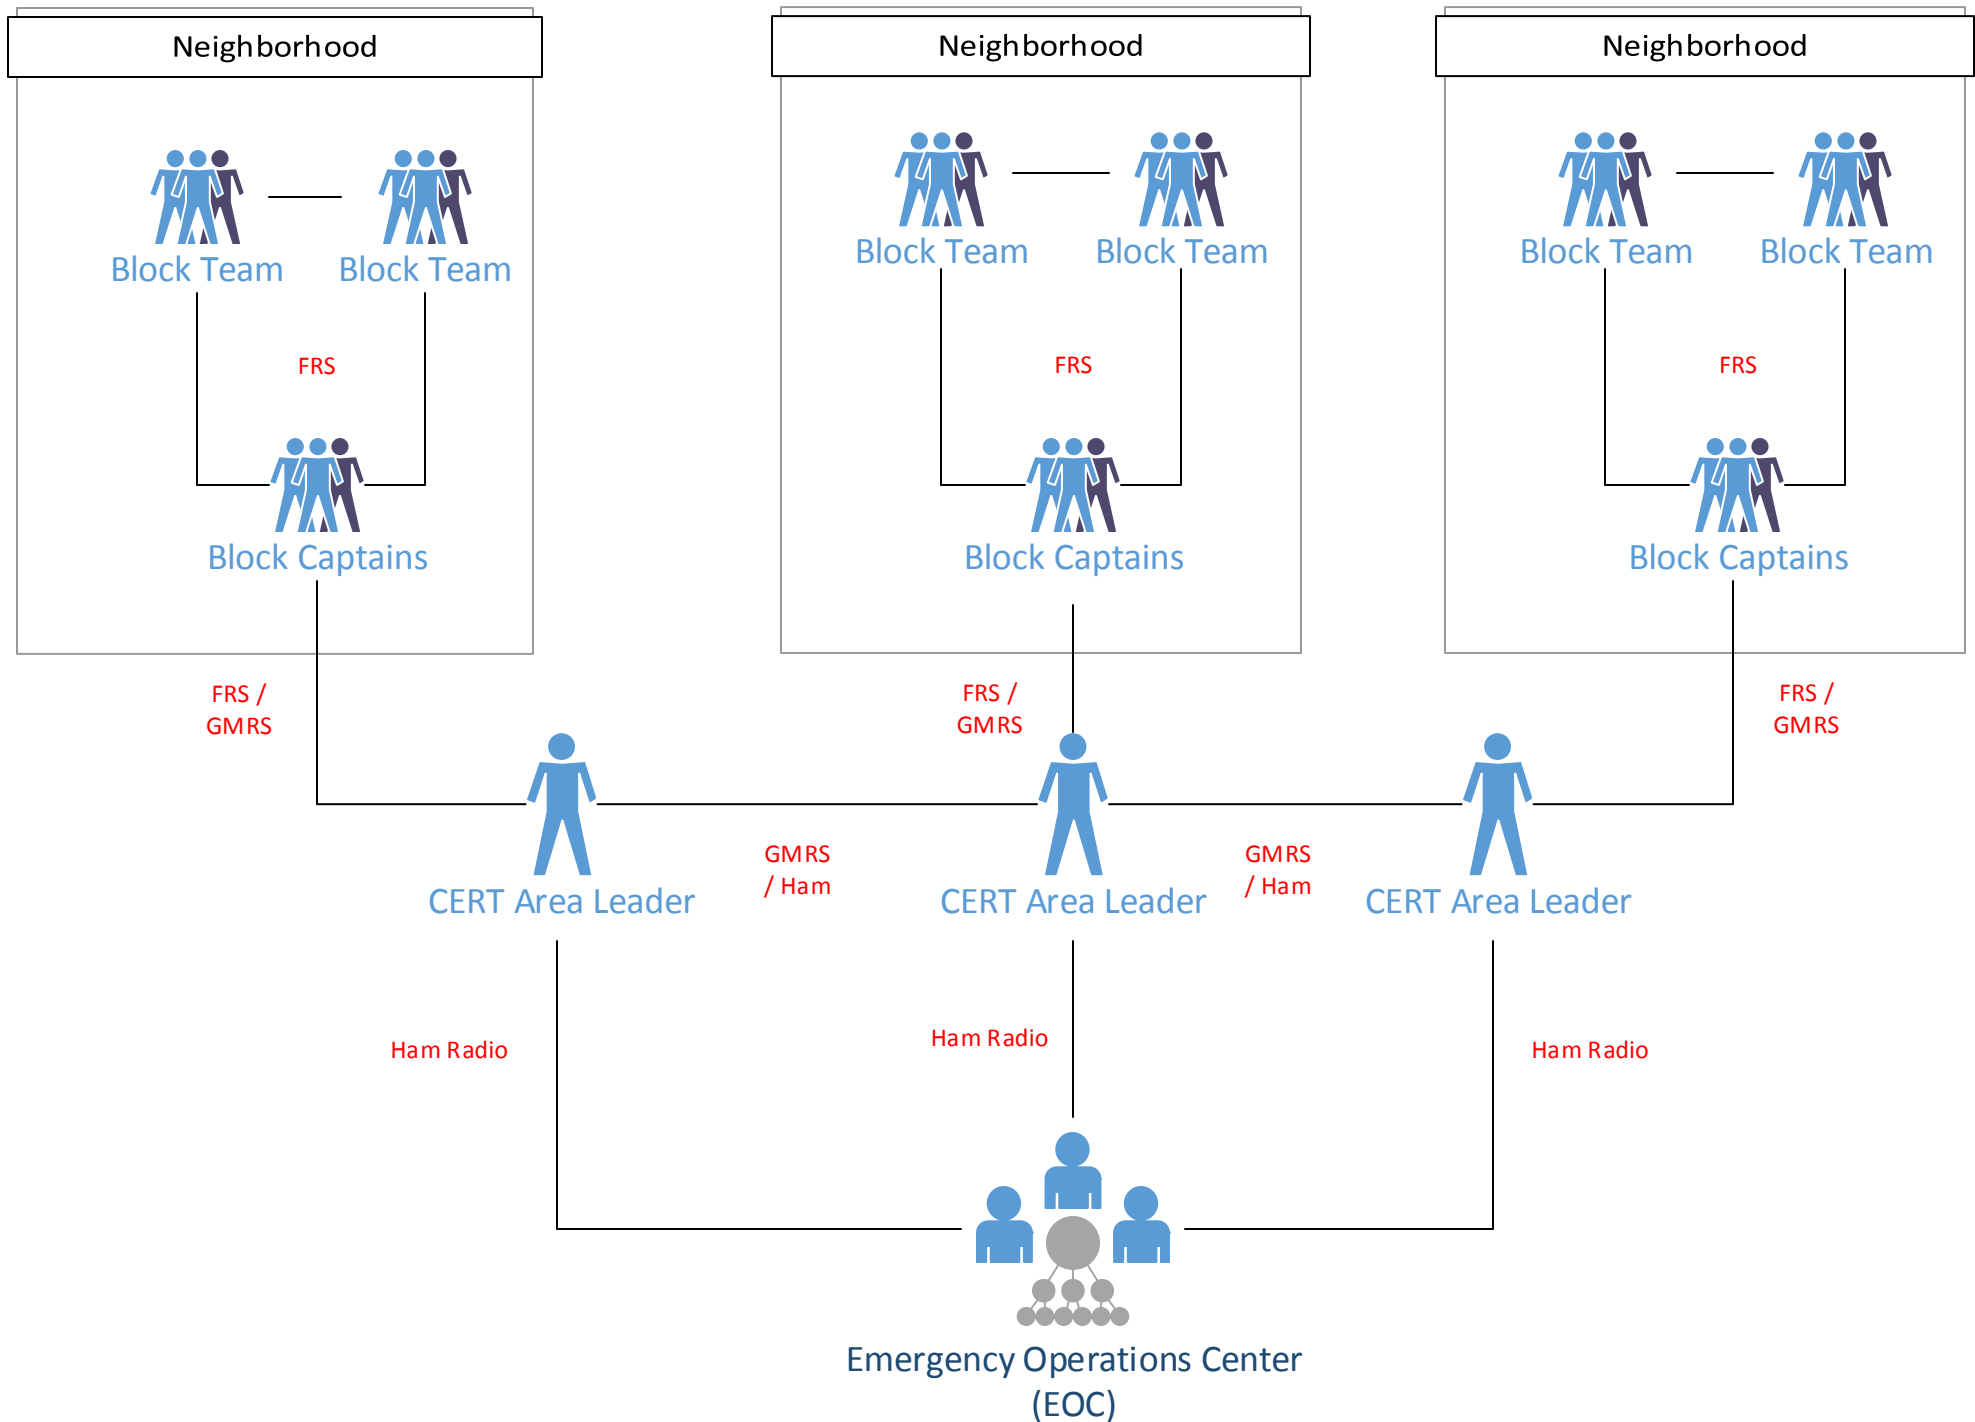 Neighborhood
Neighborhood
Neighborhood
Block Team
Block Team
Block Team
Block Team
Block Team
Block Team
FRS
FRS
FRS
Block Captains
Block Captains
Block Captains
FRS /
GMRS
FRS /
GMRS
FRS /
GMRS
GMRS
/ Ham
GMRS
/ Ham
CERT Area Leader
CERT Area Leader
CERT Area Leader
Ham Radio
Ham Radio
Ham Radio
Emergency Operations Center
(EOC)